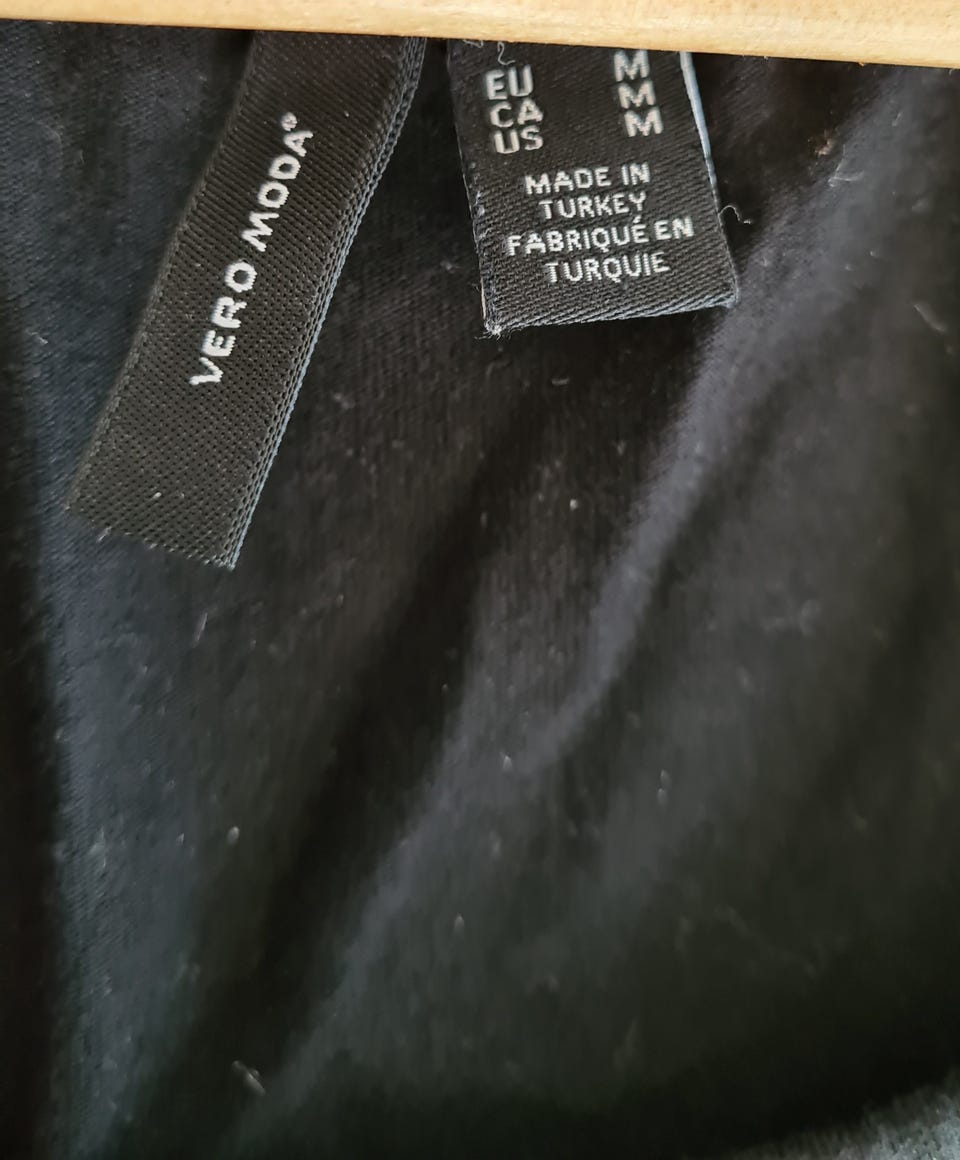 VERO MODA®
EU M
CA M
US M
MADE IN
TURKEY
FABRIQUÉ EN
TURQUIE